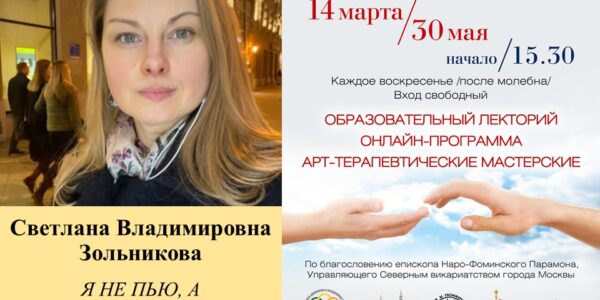 14 марта/30 мая
начало/15.30
Каждое воскресенье /после молебна/
Вход свободный
ОБРАЗОВАТЕЛЬНЫЙ ЛЕКТОРИЙ
ОНЛАЙН-ПРОГРАММА
АРТ-ТЕРАПЕВТИЧЕСКИЕ МАСТЕРСКИЕ
По благословению епископа Наро-Фоминского Парамона,
Управляющего Северным викариатством города Москвы
Светлана Владимировна
Зольникова
Я НЕ ПЬЮ, А